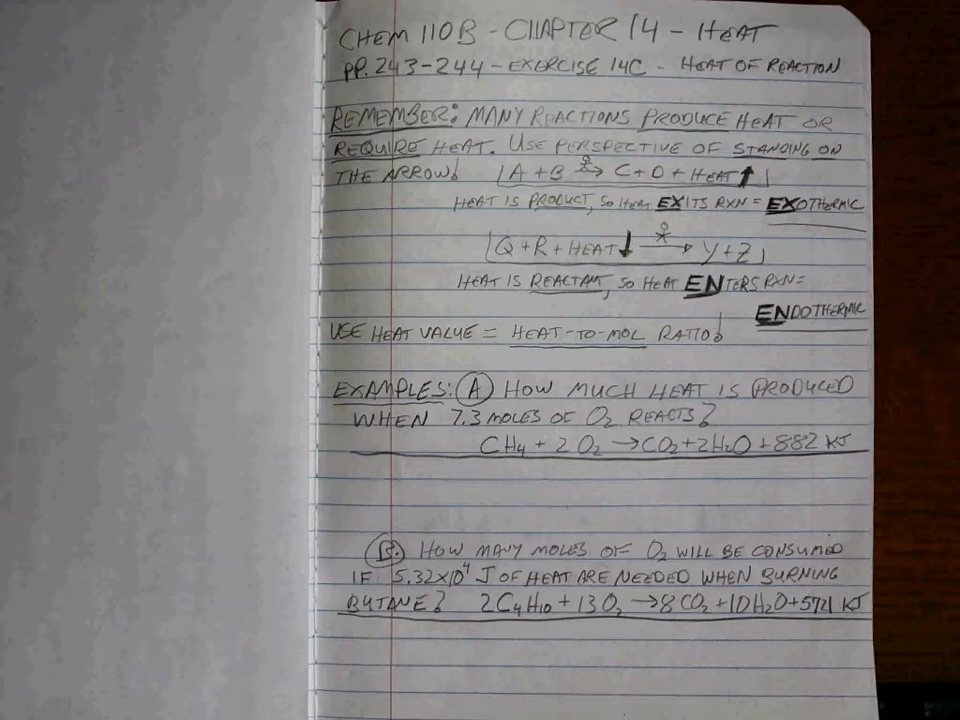 CHEM 110B - CHAPTER 14 - HEAT
PP. 243-244 - EXERCISE 14C - HEAT OF REACTION
REMEMBER: MANY REACTIONS PRODUCE HEAT OR
REQUIRE HEAT. USE PERSPECTIVE OF STANDING ON
THE ARROW! | A + B → C + D + HEAT↑ |
HEAT IS PRODUCT, SO HEAT EXITS RXN = EXOTHERMIC
| Q + R + HEAT↓ → Y + Z |
HEAT IS REACTANT, SO HEAT ENTERS RXN =
ENDOTHERMIC
USE HEAT VALUE = HEAT-TO-MOL RATIO!
EXAMPLES: (A) HOW MUCH HEAT IS PRODUCED
WHEN 7.3 MOLES OF O2 REACTS?
CH4 + 2 O2 → CO2 + 2H2O + 882 KJ
(B.) HOW MANY MOLES OF O2 WILL BE CONSUMED
IF 5.32×10⁴ J OF HEAT ARE NEEDED WHEN BURNING
BUTANE? 2C4H10 + 13 O2 → 8 CO2 + 10 H2O + 5721 KJ